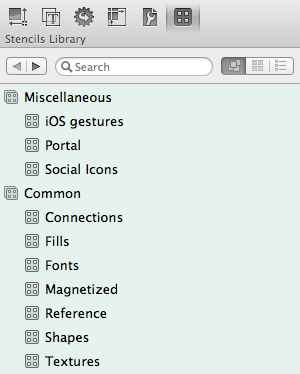 Stencils Library
Search
Miscellaneous
iOS gestures
Portal
Social Icons
Common
Connections
Fills
Fonts
Magnetized
Reference
Shapes
Textures